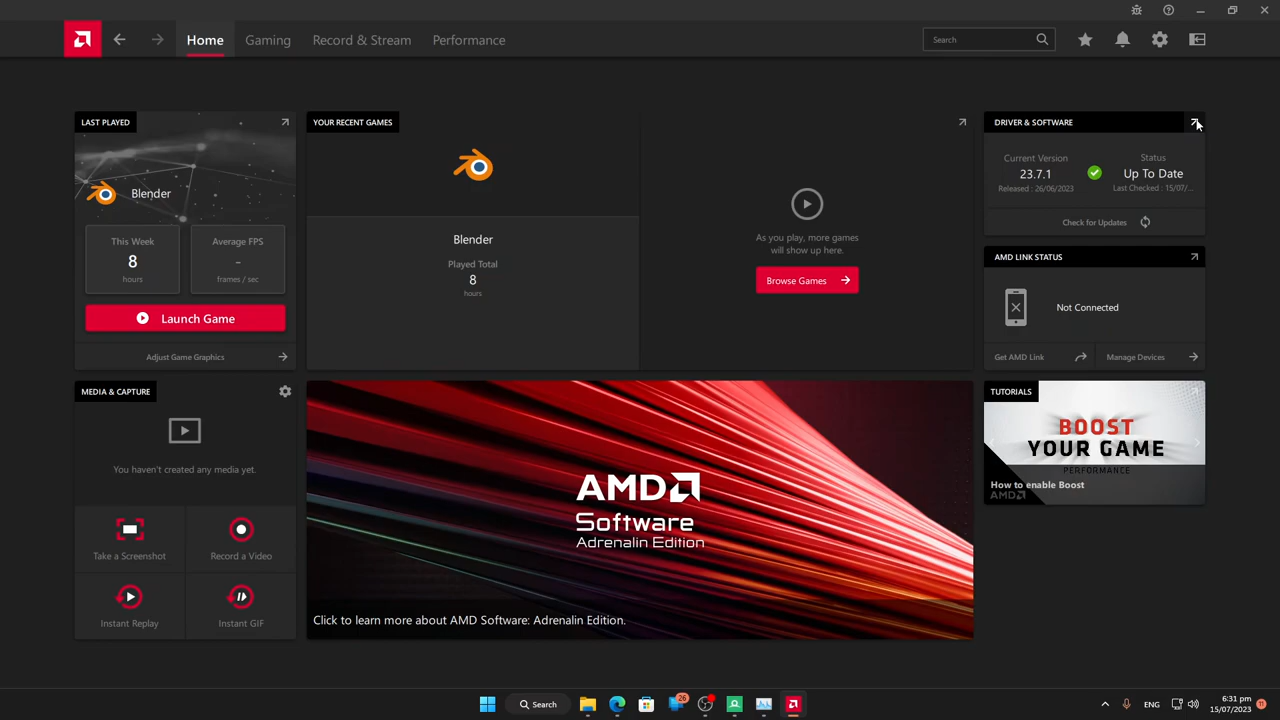 Home
Gaming
Record & Stream
Performance
Search
LAST PLAYED
Blender
This Week
8
hours
Average FPS
-
frames / sec
Launch Game
Adjust Game Graphics
YOUR RECENT GAMES
Blender
Played Total
8
hours
As you play, more games
will show up here.
Browse Games
DRIVER & SOFTWARE
Current Version
23.7.1
Released : 26/06/2023
Status
Up To Date
Last Checked : 15/07/...
Check for Updates
AMD LINK STATUS
Not Connected
Get AMD Link
Manage Devices
MEDIA & CAPTURE
You haven't created any media yet.
Take a Screenshot
Record a Video
Instant Replay
Instant GIF
AMD
Software
Adrenalin Edition
Click to learn more about AMD Software: Adrenalin Edition.
TUTORIALS
BOOST
YOUR GAME
PERFORMANCE
How to enable Boost
AMD
Search
26
ENG
6:31 pm
15/07/2023
11